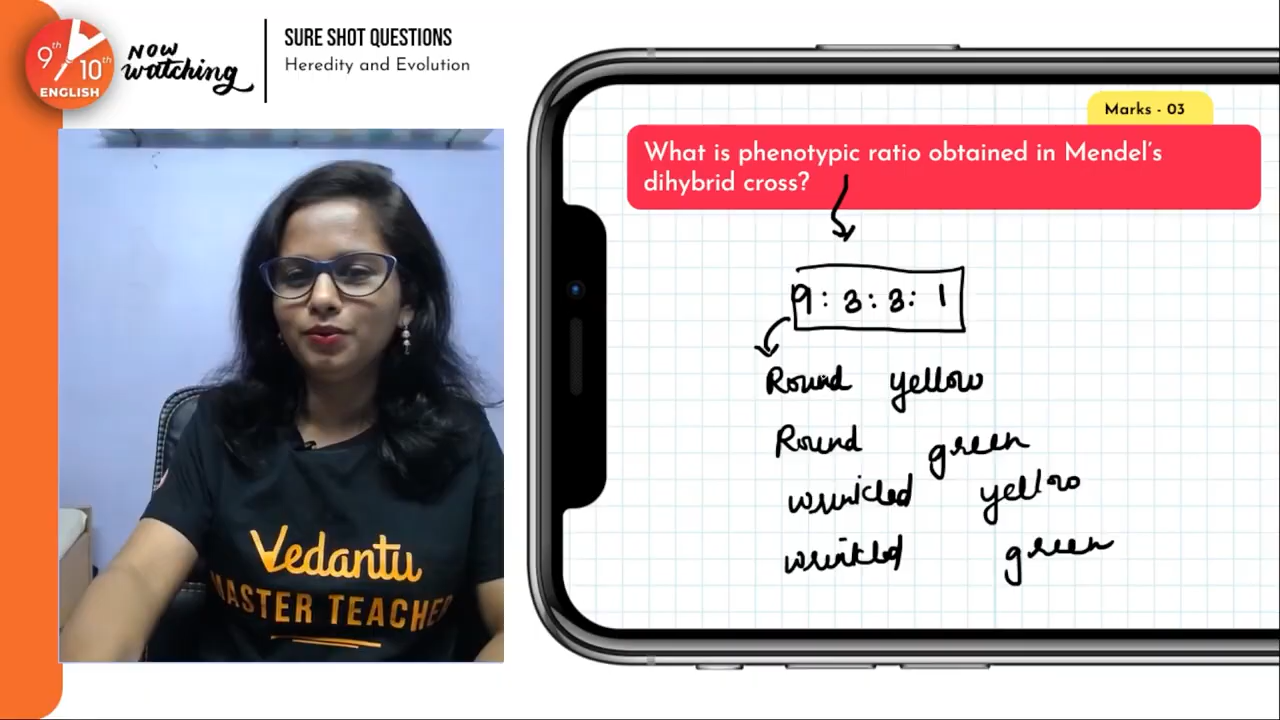 9th
10th
ENGLISH
NOW
watching
SURE SHOT QUESTIONS
Heredity and Evolution
Marks - 03
What is phenotypic ratio obtained in Mendel's
dihybrid cross?
9 : 3 : 3 : 1
Round yellow
Round green
wrinkled yellow
wrinkled green
Vedantu
MASTER TEACHER